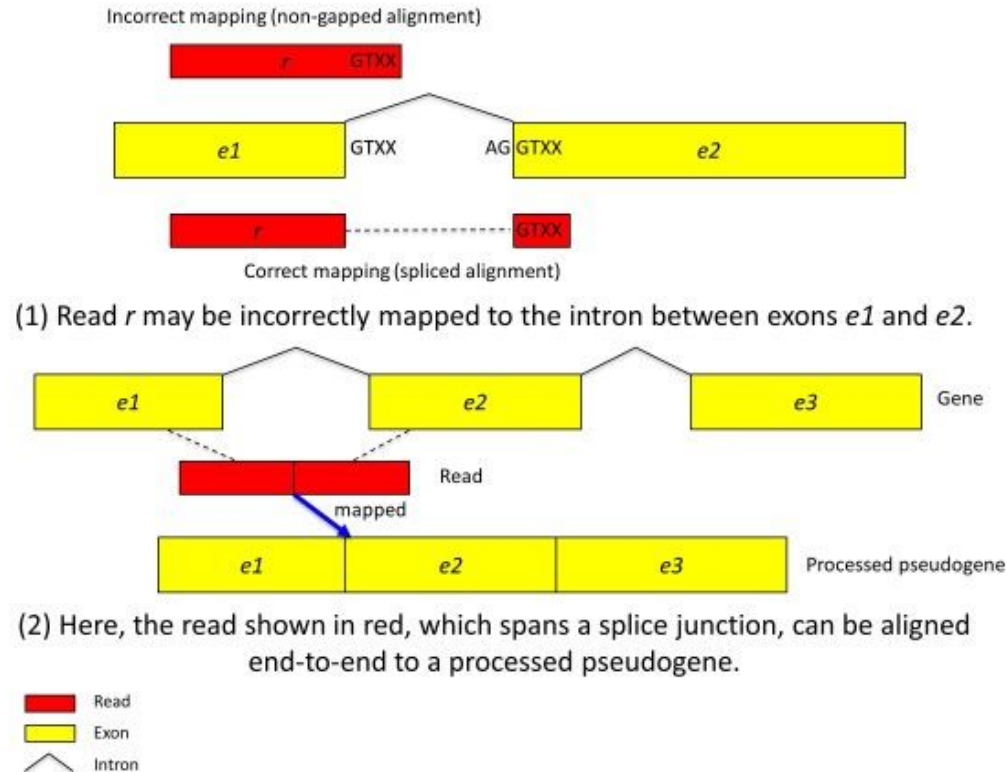 Incorrect mapping (non-gapped alignment)
r GTXX
e1 GTXX AG GTXX e2
r GTXX
Correct mapping (spliced alignment)
(1) Read r may be incorrectly mapped to the intron between exons e1 and e2.
e1 e2 e3 Gene
Read
mapped
e1 e2 e3 Processed pseudogene
(2) Here, the read shown in red, which spans a splice junction, can be aligned
end-to-end to a processed pseudogene.
Read
Exon
Intron